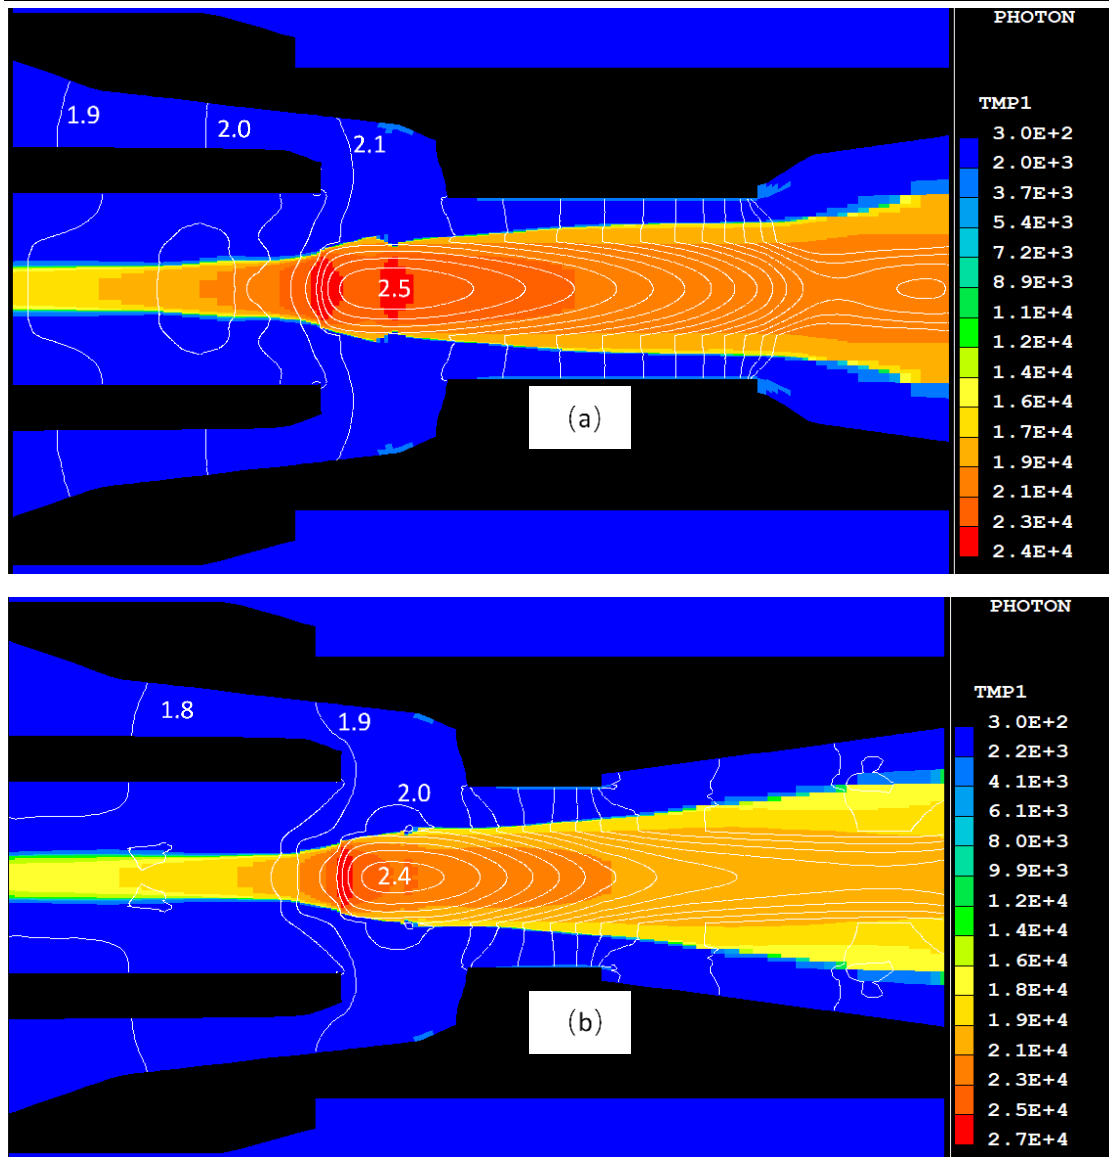 PHOTON
TMP1
3.0E+2
2.0E+3
3.7E+3
5.4E+3
7.2E+3
8.9E+3
1.1E+4
1.2E+4
1.4E+4
1.6E+4
1.7E+4
1.9E+4
2.1E+4
2.3E+4
2.4E+4
1.9
2.0
2.1
2.5
(a)
PHOTON
TMP1
3.0E+2
2.2E+3
4.1E+3
6.1E+3
8.0E+3
9.9E+3
1.2E+4
1.4E+4
1.6E+4
1.8E+4
1.9E+4
2.1E+4
2.3E+4
2.5E+4
2.7E+4
1.8
1.9
2.0
2.4
(b)